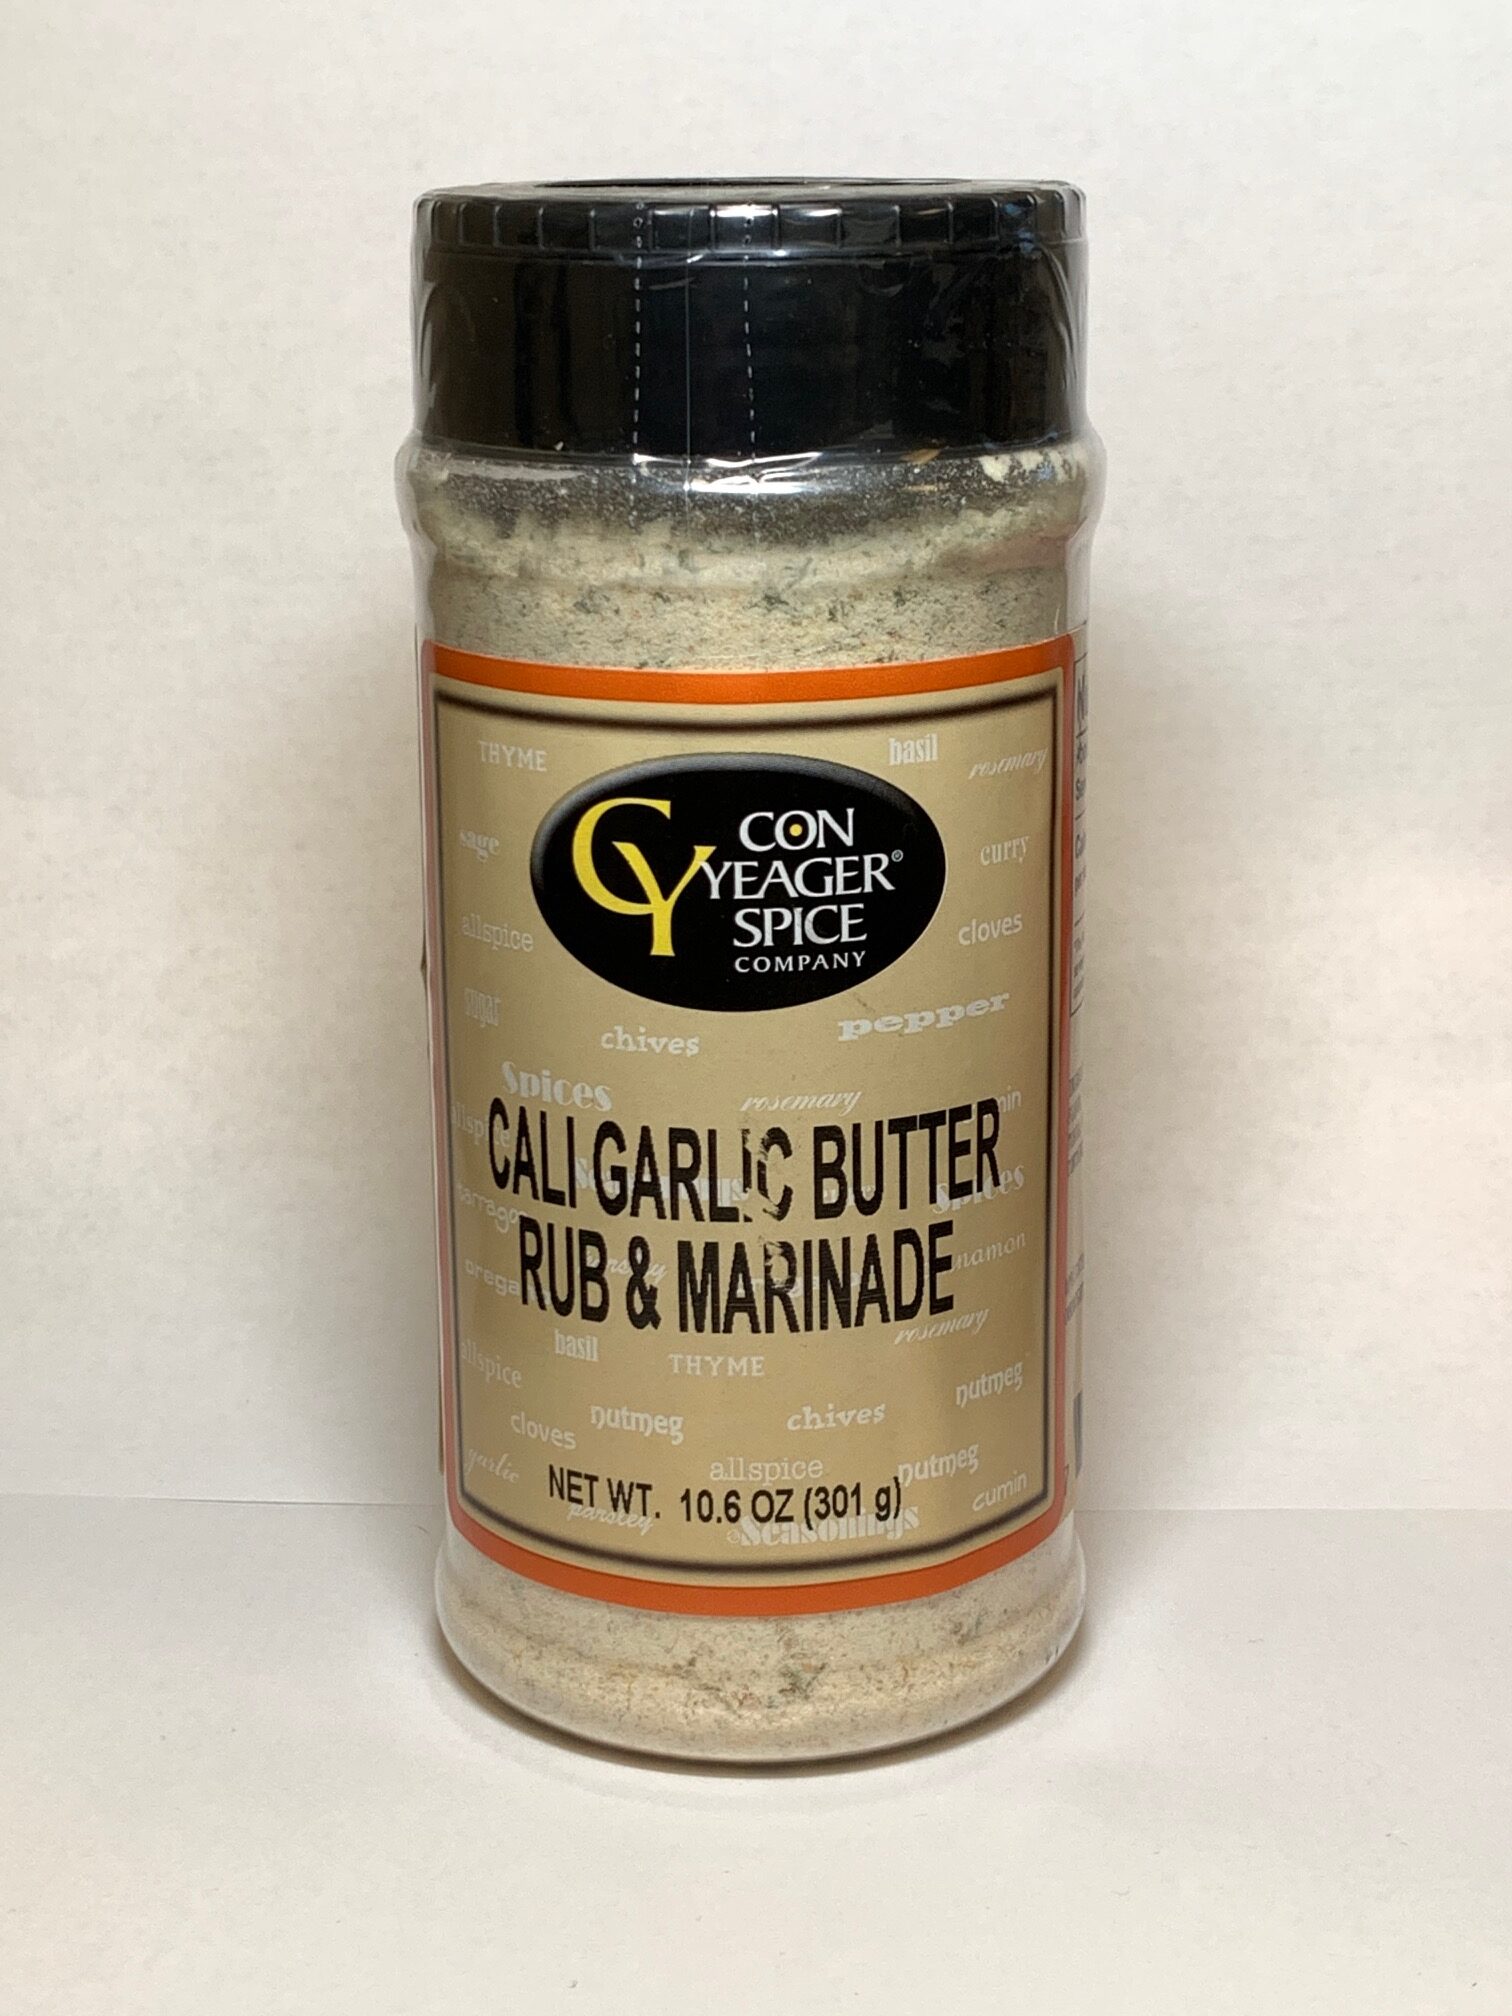 THYME
basil
rosemary
CY
CON
YEAGER®
SPICE
COMPANY
sage
curry
allspice
cloves
sugar
chives
pepper
Spices
rosemary
CALI GARLIC BUTTER
Spices
RUB & MARINADE
rosemary
basil
THYME
allspice
nutmeg
cloves
nutmeg
chives
garlic
allspice
nutmeg
NET WT. 10.6 OZ (301 g)
cumin
parsley
Seasonings